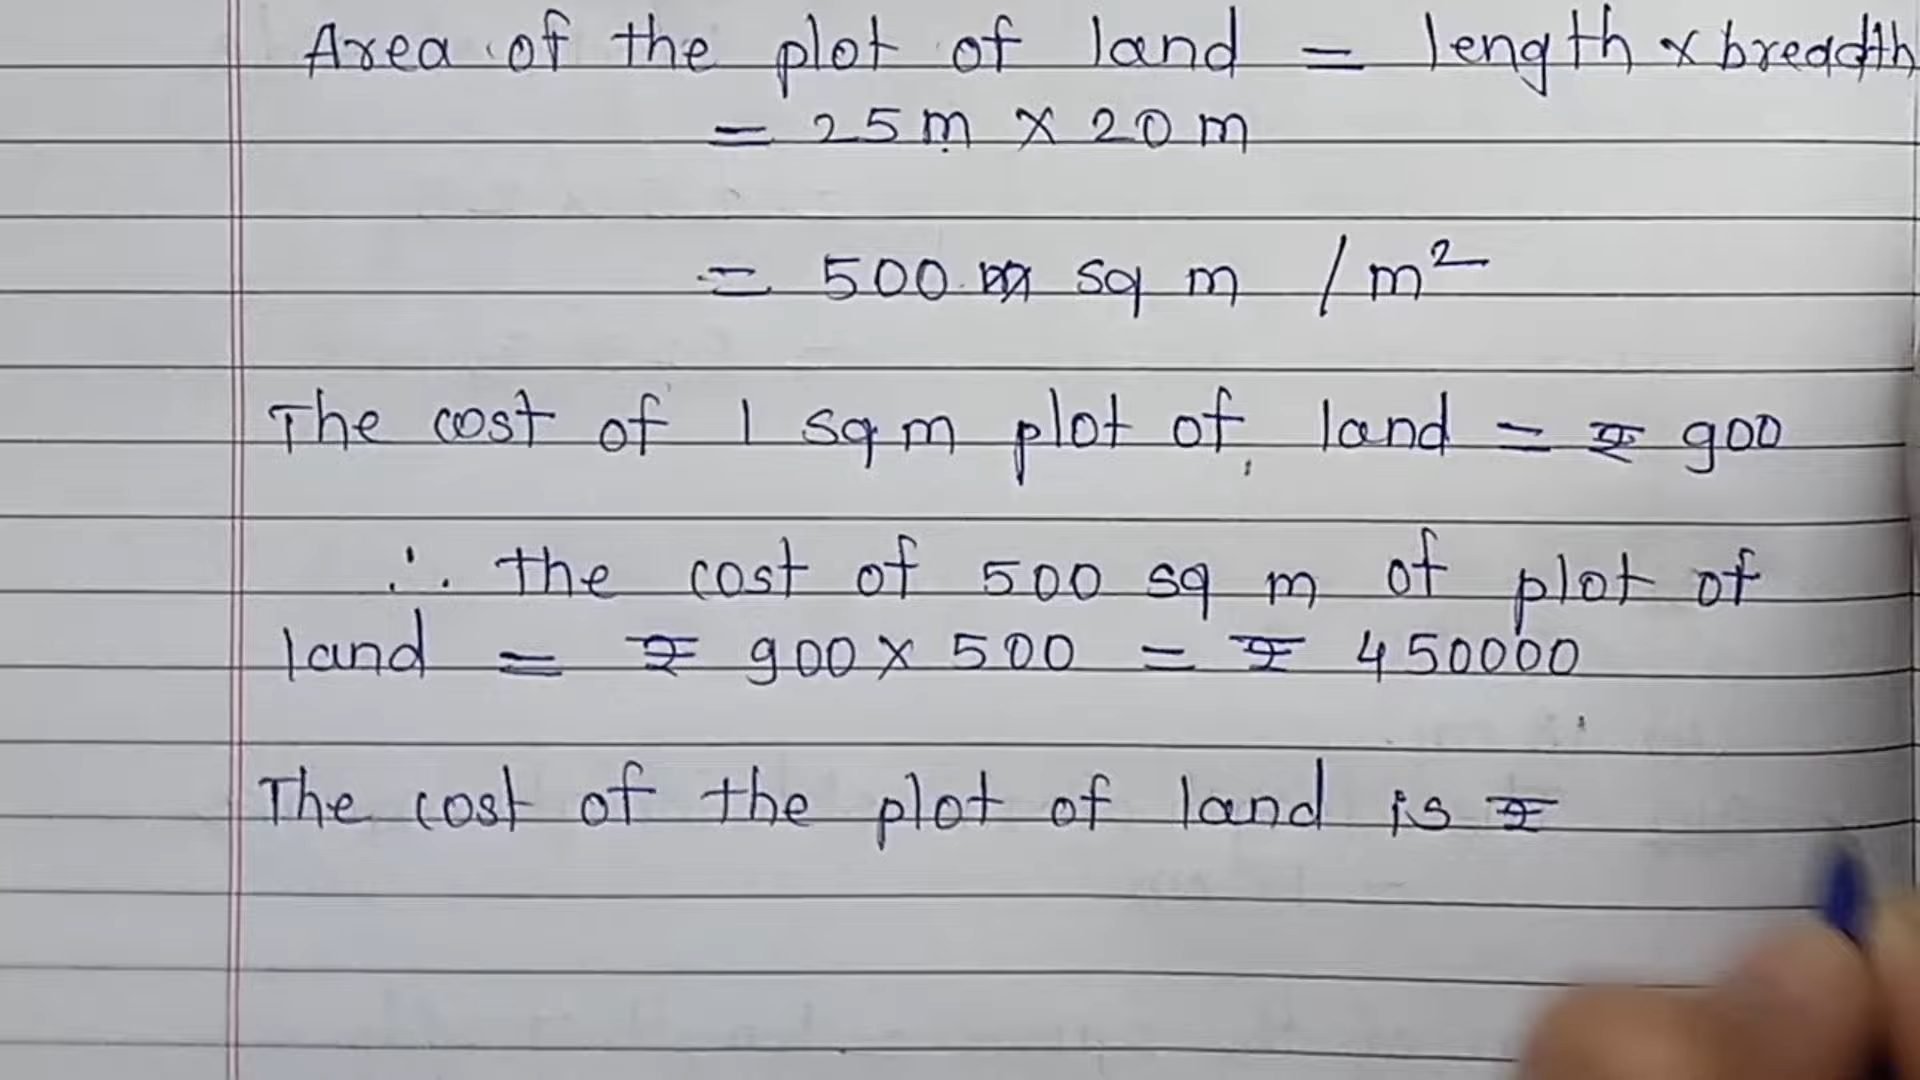 Area of the plot of land = length × breadth
= 25m × 20 m
= 500 sq m / m²
The cost of 1 sq m plot of land = ₹ 900
∴ the cost of 500 sq m of plot of
land = ₹ 900 × 500 = ₹ 450000
The cost of the plot of land is ₹